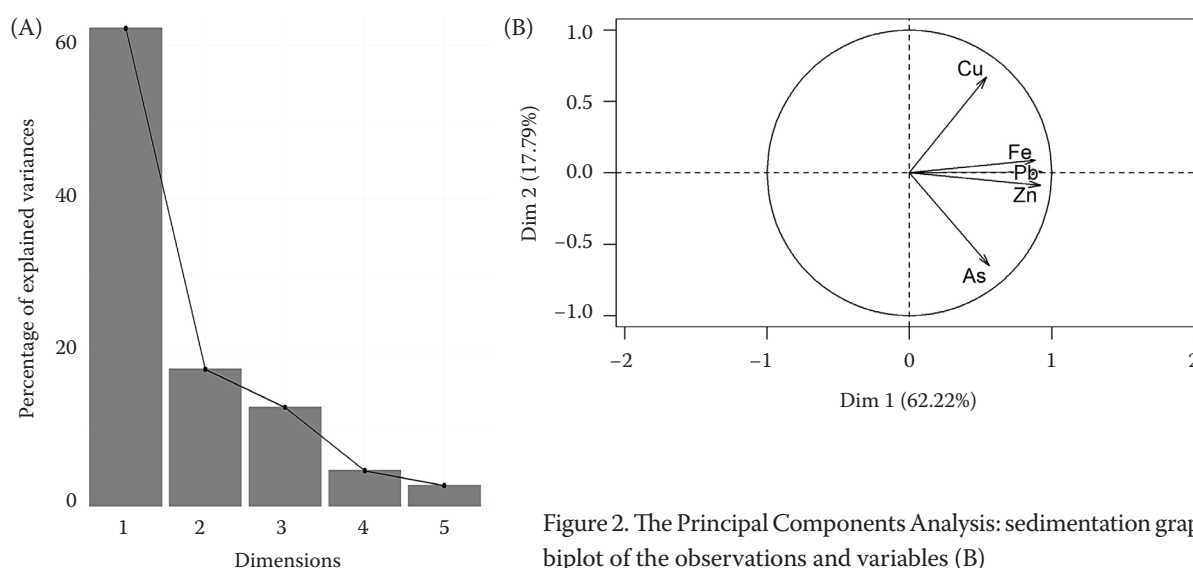 (A)
Percentage of explained variances
60
40
20
0
1 2 3 4 5
Dimensions
(B)
Dim 2 (17.79%)
1.0
0.5
0.0
−0.5
−1.0
Cu
Fe
Pb
Zn
As
−2 −1 0 1 2
Dim 1 (62.22%)
Figure 2. The Principal Components Analysis: sedimentation
biplot of the observations and variables (B)